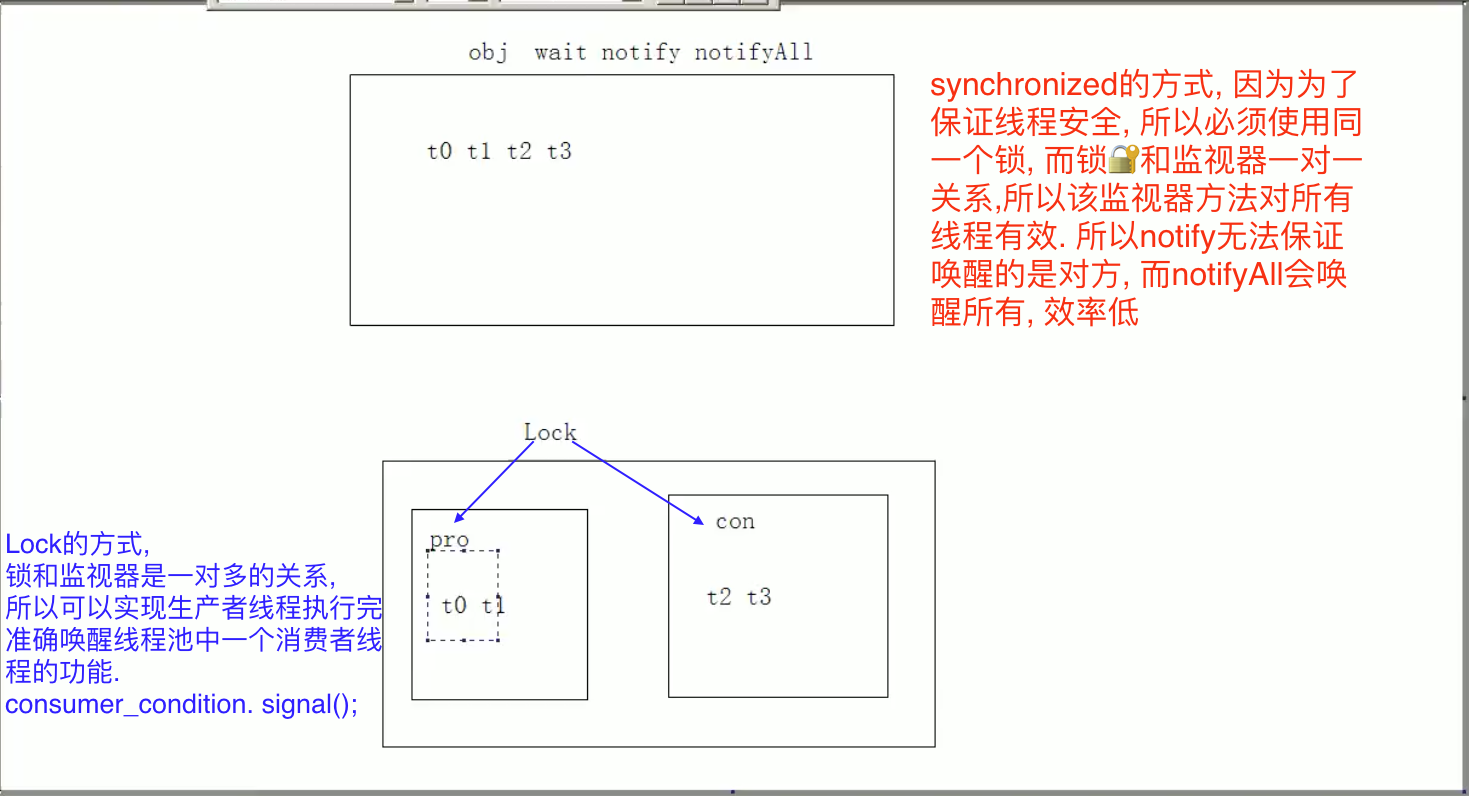 obj wait notify notifyAll
t0 t1 t2 t3
synchronized的方式, 因为为了
保证线程安全, 所以必须使用同
一个锁, 而锁🔐和监视器一对一
关系,所以该监视器方法对所有
线程有效. 所以notify无法保证
唤醒的是对方, 而notifyAll会唤
醒所有, 效率低
Lock
pro
t0 t1
con
t2 t3
Lock的方式,
锁和监视器是一对多的关系,
所以可以实现生产者线程执行完
准确唤醒线程池中一个消费者线
程的功能.
consumer_condition. signal();